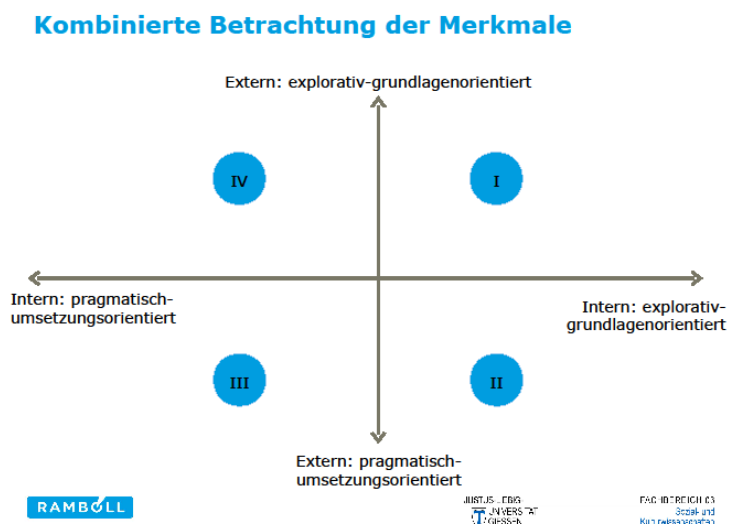 Kombinierte Betrachtung der Merkmale
Extern: explorativ-grundlagenorientiert
IV
I
Intern: pragmatisch-
umsetzungsorientiert
Intern: explorativ-
grundlagenorientiert
III
II
Extern: pragmatisch-
umsetzungsorientiert
RAMBOLL
JUSTUS-LIEBIG-
UNIVERSITÄT
GIESSEN
FACHBEREICH 03
Sozial- und
Kulturwissenschaften